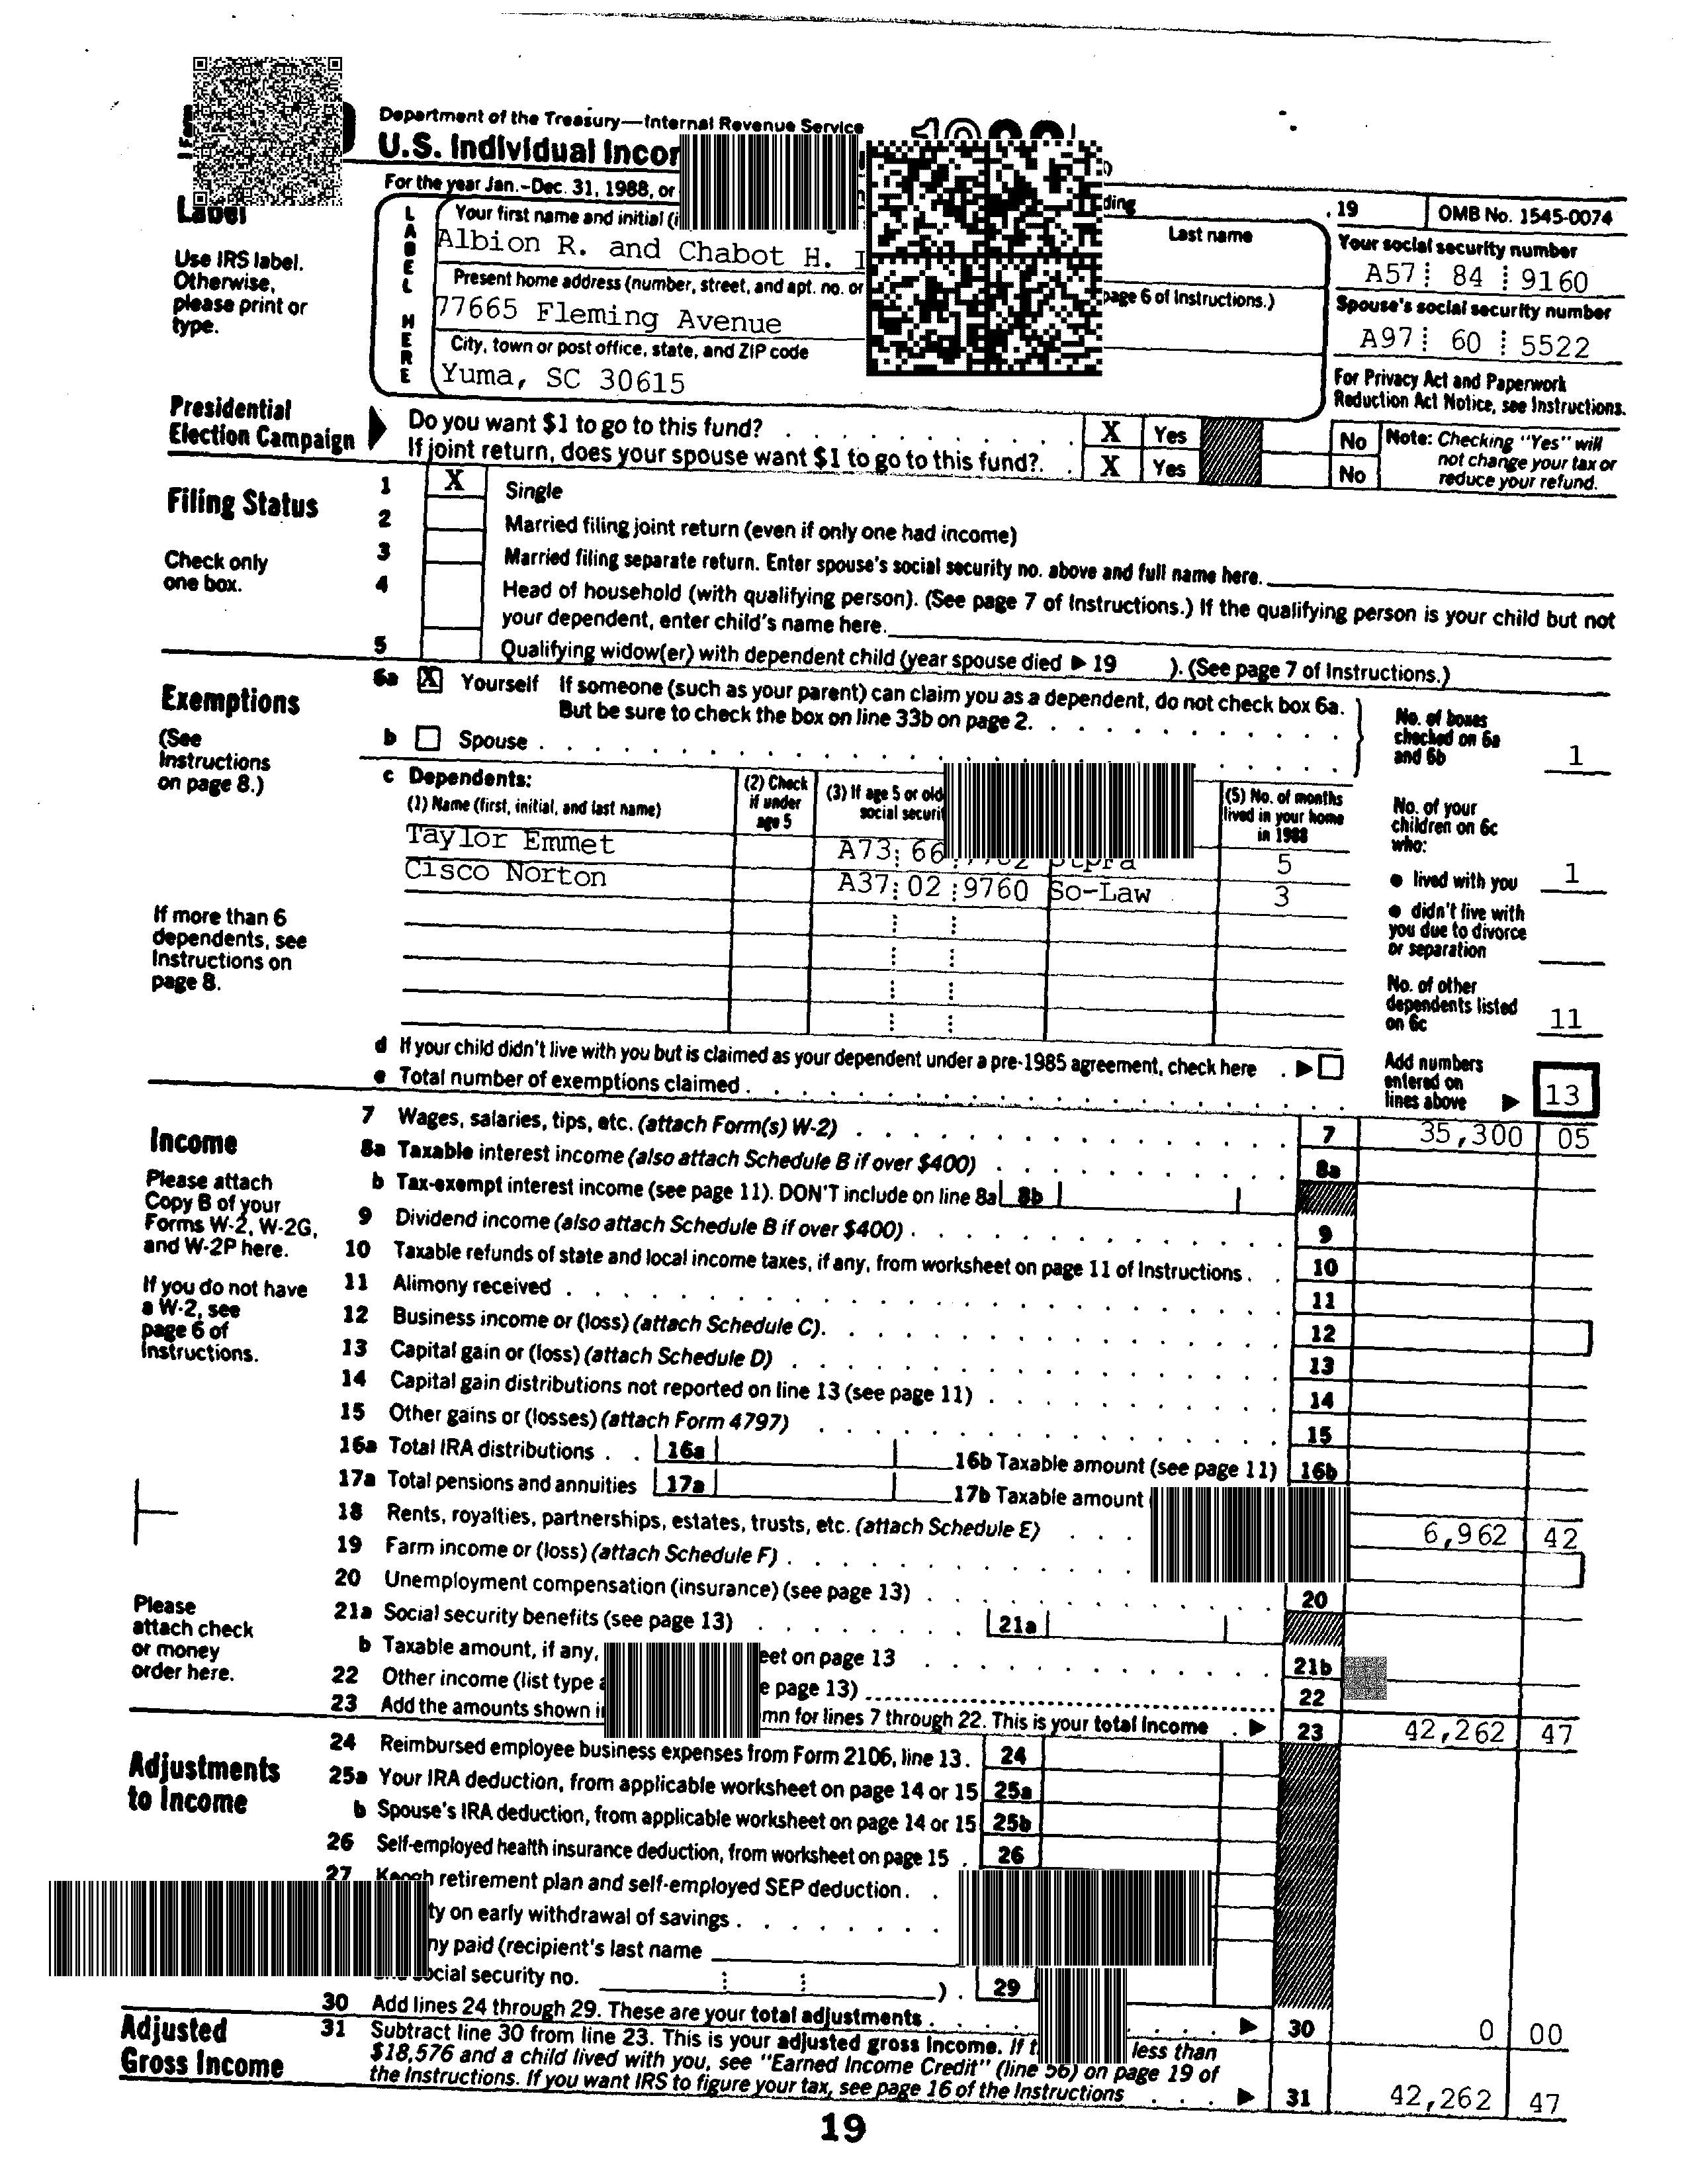 Department of the Treasury—Internal Revenue Service
U.S. Individual
For the year Jan.-Dec. 31, 1988, or
, 19
OMB No. 1545-0074
Label
Use IRS label.
Otherwise,
please print or
type.
LABEL HERE
Your first name and initial
Last name
Albion R. and Chabot H.
Present home address (number, street, and apt. no. or
page 6 of Instructions.)
77665 Fleming Avenue
City, town or post office, state, and ZIP code
Yuma, SC 30615
Your social security number
A57 84 9160
Spouse's social security number
A97 60 5522
For Privacy Act and Paperwork
Reduction Act Notice, see Instructions.
Presidential
Election Campaign
Do you want $1 to go to this fund?
X Yes
No
If joint return, does your spouse want $1 to go to this fund?.
X Yes
No
Note: Checking "Yes" will
not change your tax or
reduce your refund.
Filing Status
Check only
one box.
1 X Single
2 Married filing joint return (even if only one had income)
3 Married filing separate return. Enter spouse's social security no. above and full name here.
4 Head of household (with qualifying person). (See page 7 of Instructions.) If the qualifying person is your child but not
your dependent, enter child's name here.
5 Qualifying widow(er) with dependent child (year spouse died ▶ 19 ). (See page 7 of Instructions.)
Exemptions
(See
Instructions
on page 8.)
6a X Yourself If someone (such as your parent) can claim you as a dependent, do not check box 6a.
But be sure to check the box on line 33b on page 2.
b Spouse
No. of boxes
checked on 6a
and 6b
1
c Dependents:
(1) Name (first, initial, and last name)
(2) Check
if under
age 5
(3) If age 5 or
social
(5) No. of months
lived in your home
in 1988
Taylor Emmet A73 66 5
Cisco Norton A37 02 9760 So-Law 3
If more than 6
dependents, see
Instructions on
page 8.
No. of your
children on 6c
who:
● lived with you 1
● didn't live with
you due to divorce
or separation
No. of other
dependents listed
on 6c 11
d If your child didn't live with you but is claimed as your dependent under a pre-1985 agreement, check here
e Total number of exemptions claimed
Add numbers
entered on
lines above ▶ 13
Income
Please attach
Copy B of your
Forms W-2, W-2G,
and W-2P here.
If you do not have
a W-2, see
page 6 of
Instructions.
Please
attach check
or money
order here.
7 Wages, salaries, tips, etc. (attach Form(s) W-2) 7 35,300 05
8a Taxable interest income (also attach Schedule B if over $400) 8a
b Tax-exempt interest income (see page 11). DON'T include on line 8a 8b
9 Dividend income (also attach Schedule B if over $400) 9
10 Taxable refunds of state and local income taxes, if any, from worksheet on page 11 of Instructions 10
11 Alimony received 11
12 Business income or (loss) (attach Schedule C) 12
13 Capital gain or (loss) (attach Schedule D) 13
14 Capital gain distributions not reported on line 13 (see page 11) 14
15 Other gains or (losses) (attach Form 4797) 15
16a Total IRA distributions 16a 16b Taxable amount (see page 11) 16b
17a Total pensions and annuities 17a 17b Taxable amount
18 Rents, royalties, partnerships, estates, trusts, etc. (attach Schedule E) 6,962 42
19 Farm income or (loss) (attach Schedule F)
20 Unemployment compensation (insurance) (see page 13) 20
21a Social security benefits (see page 13) 21a
b Taxable amount, if any, on page 13 21b
22 Other income (list type page 13) 22
23 Add the amounts shown for lines 7 through 22. This is your total income ▶ 23 42,262 47
Adjustments
to Income
24 Reimbursed employee business expenses from Form 2106, line 13. 24
25a Your IRA deduction, from applicable worksheet on page 14 or 15 25a
b Spouse's IRA deduction, from applicable worksheet on page 14 or 15 25b
26 Self-employed health insurance deduction, from worksheet on page 15 26
27 Keogh retirement plan and self-employed SEP deduction
on early withdrawal of savings
paid (recipient's last name
social security no. ) 29
30 Add lines 24 through 29. These are your total adjustments ▶ 30 0 00
Adjusted
Gross Income
31 Subtract line 30 from line 23. This is your adjusted gross income. If less than
$18,576 and a child lived with you, see "Earned Income Credit" (line 56) on page 19 of
the Instructions. If you want IRS to figure your tax, see page 16 of the Instructions ▶ 31 42,262 47
19